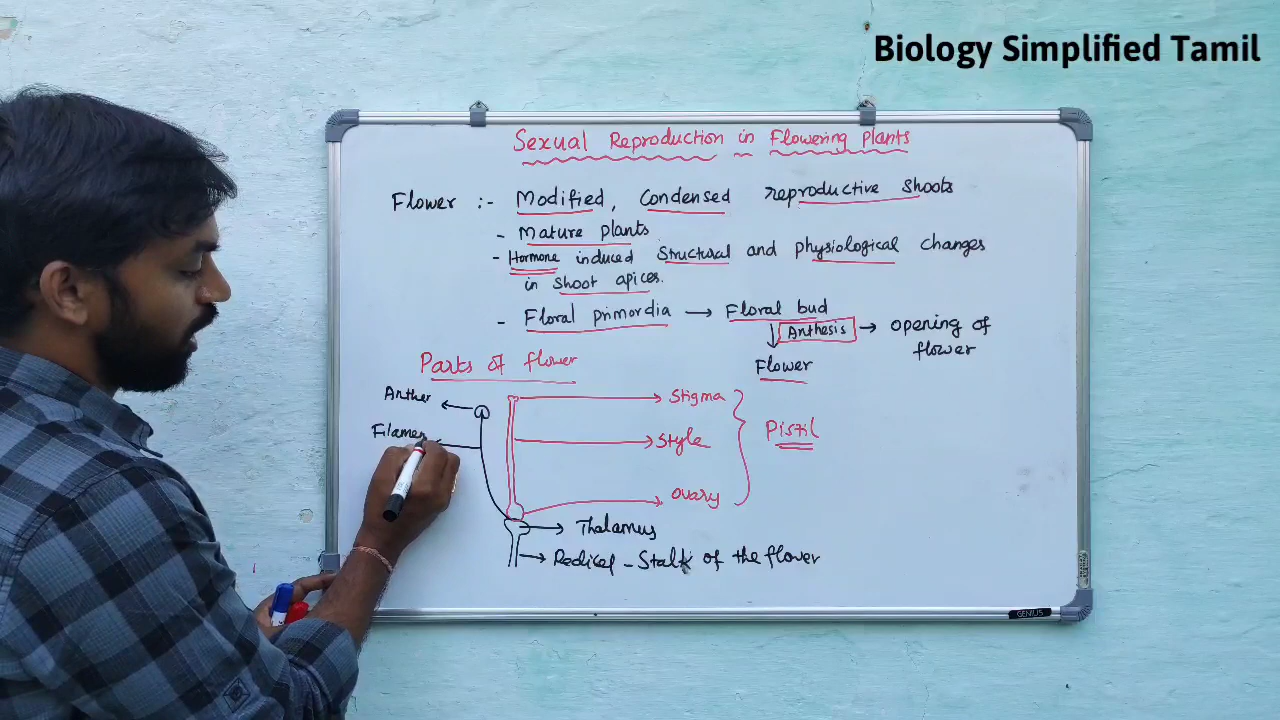 Biology Simplified Tamil
Sexual Reproduction in Flowering Plants
Flower :- Modified, Condensed reproductive shoots
- Mature plants
- Hormone induced Structural and physiological changes
in shoot apices.
- Floral primordia → Floral bud
↓ Anthesis → opening of
flower
Flower
Parts of flower
Anther
Stigma
Filamen
Style
Pistil
Ovary
Thalamus
Pedicel - Stalk of the flower
GENIUS